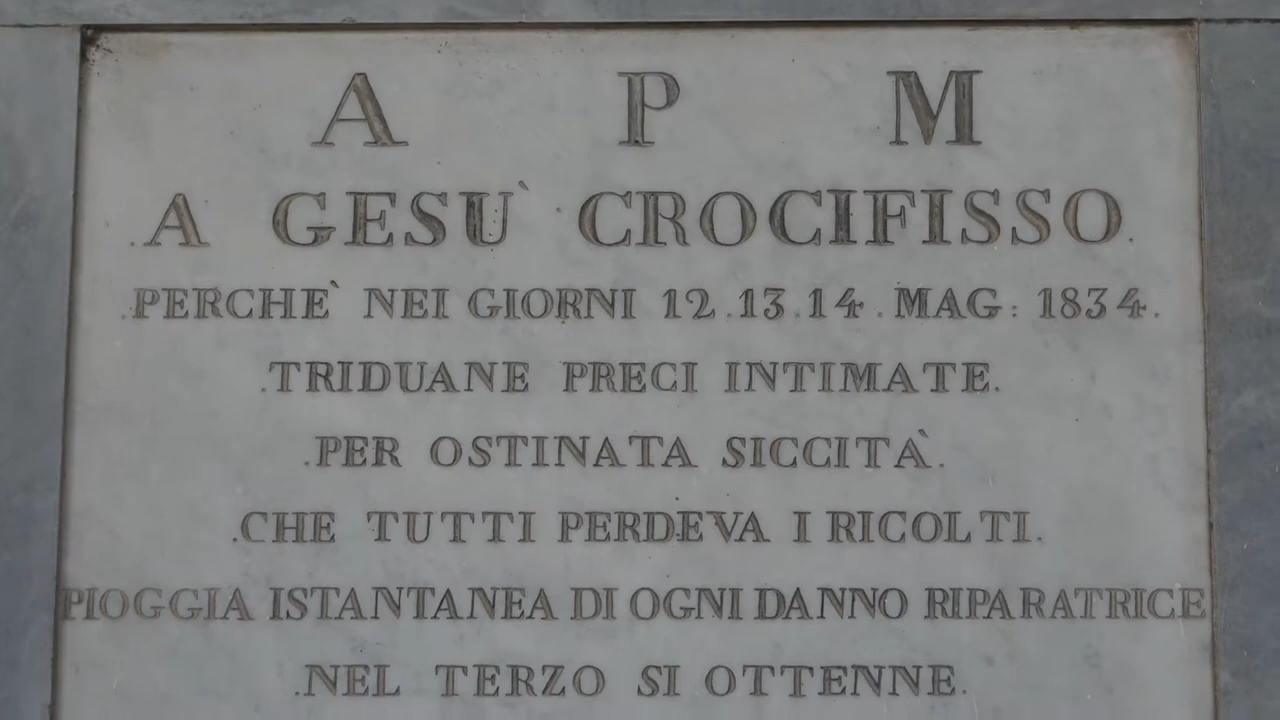 A P M
.A GESÙ CROCIFISSO.
.PERCHÈ NEI GIORNI 12.13.14. MAG: 1834.
.TRIDUANE PRECI INTIMATE.
.PER OSTINATA SICCITÀ.
.CHE TUTTI PERDEVA I RICOLTI.
PIOGGIA ISTANTANEA DI OGNI DANNO RIPARATRICE
.NEL TERZO SI OTTENNE.